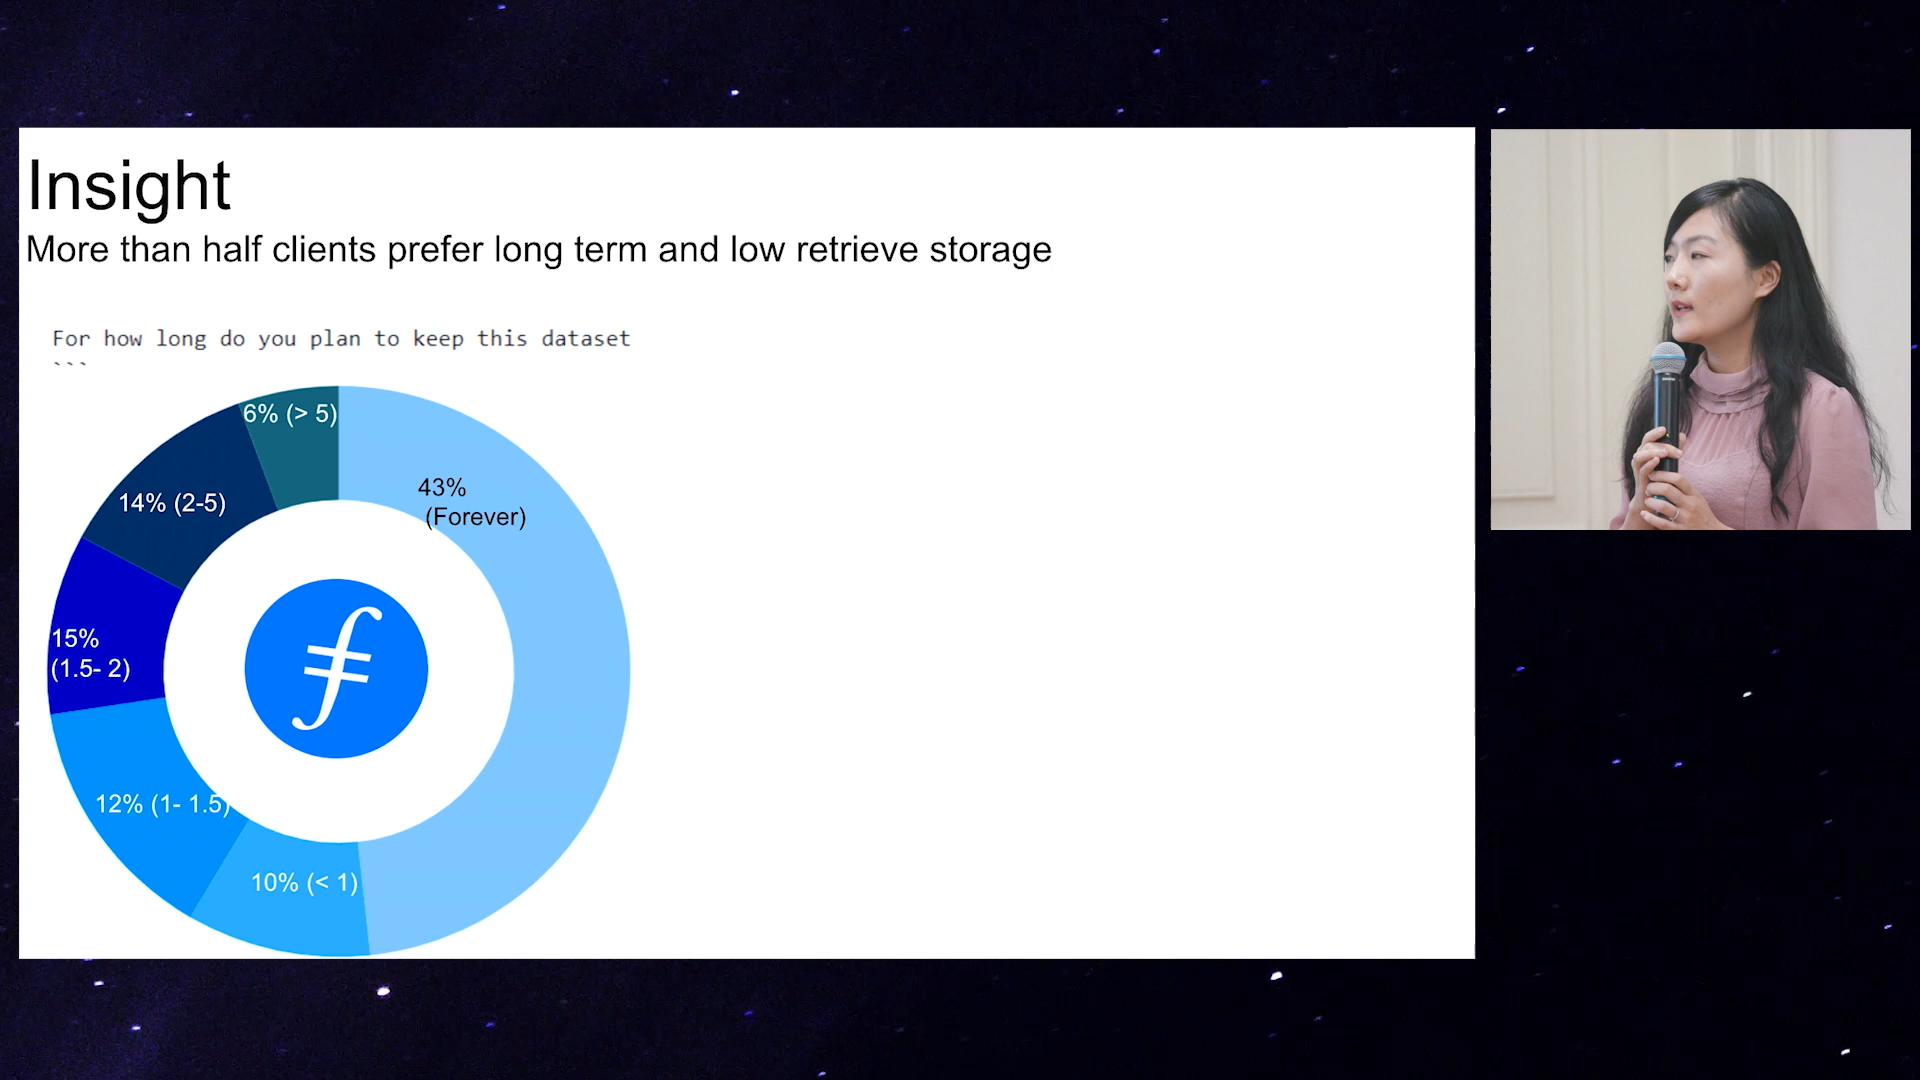 Insight
More than half clients prefer long term and low retrieve storage
For how long do you plan to keep this dataset
```
6% (> 5)
43%
(Forever)
14% (2-5)
15%
(1.5- 2)
12% (1- 1.5)
10% (< 1)